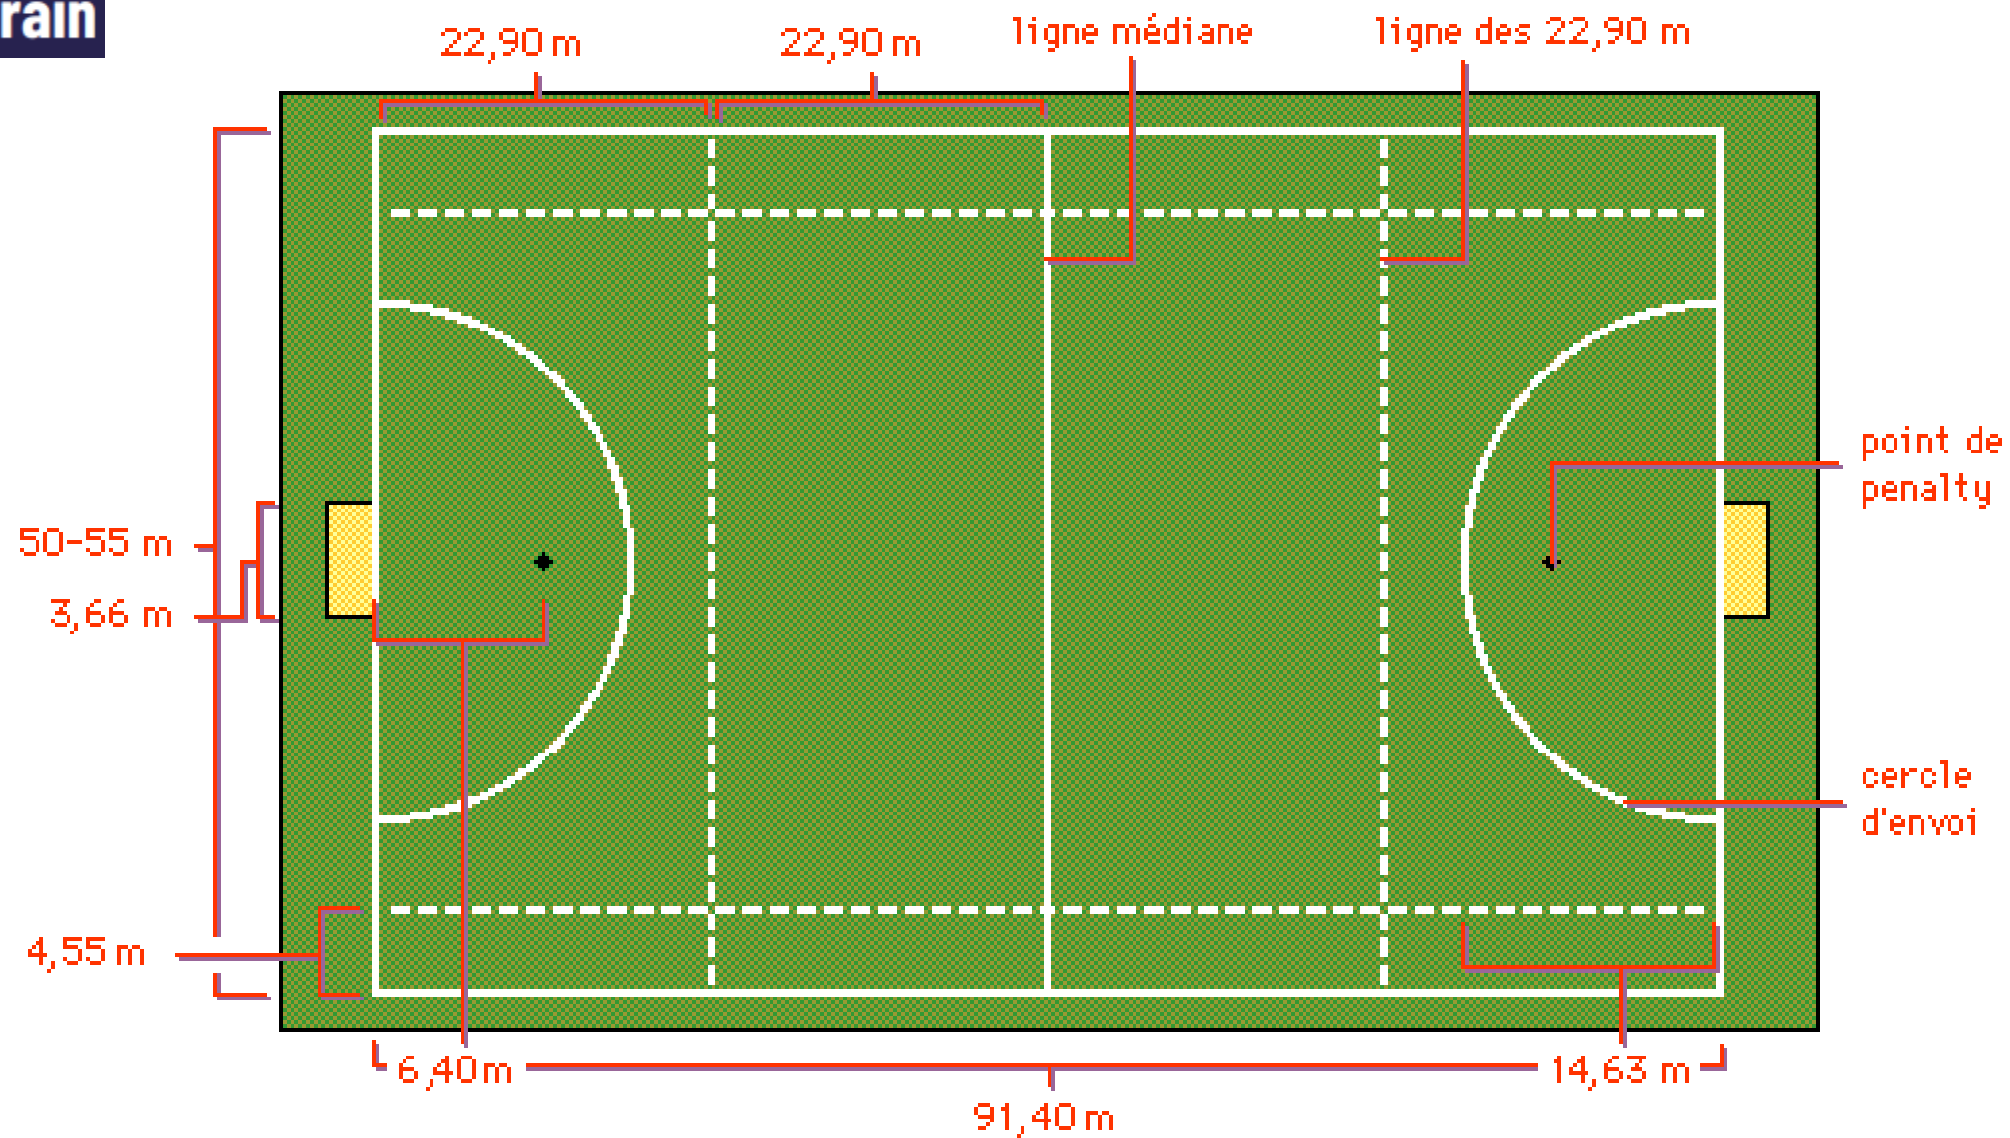 rain
22,90 m
22,90 m
ligne médiane
ligne des 22,90 m
point de
penalty
50-55 m
3,66 m
cercle
d'envoi
4,55 m
6,40 m
14,63 m
91,40 m